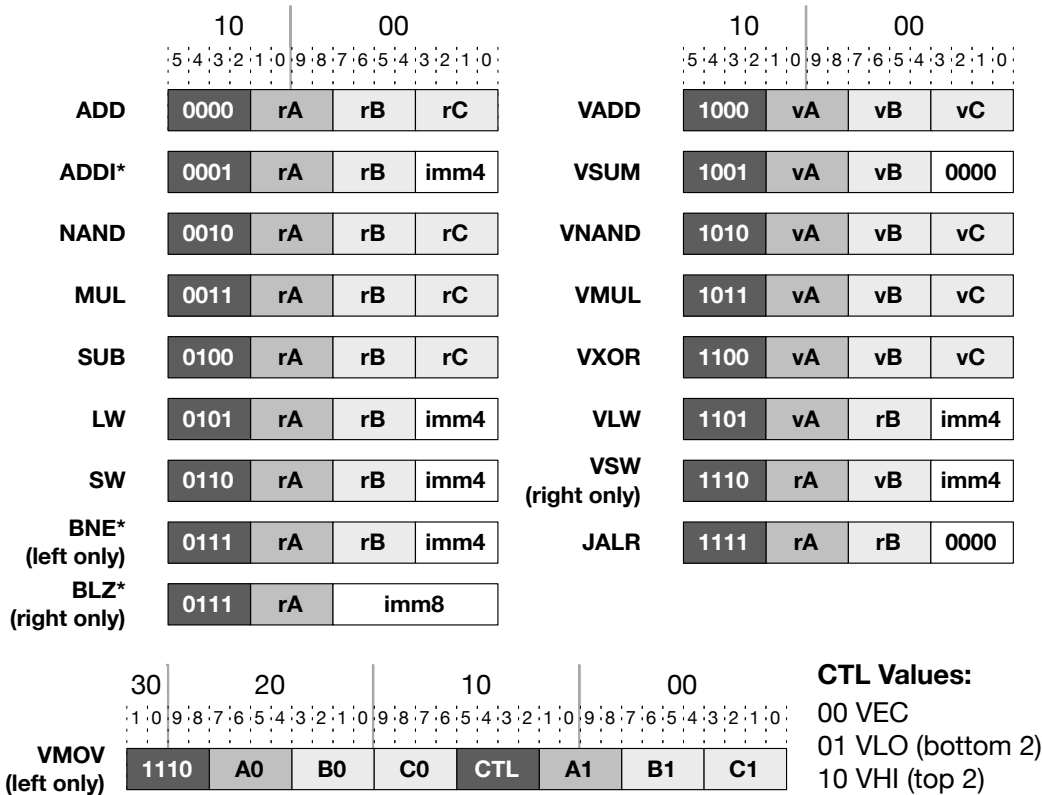 10 00
5 4 3 2 1 0 9 8 7 6 5 4 3 2 1 0
ADD 0000 rA rB rC
ADDI* 0001 rA rB imm4
NAND 0010 rA rB rC
MUL 0011 rA rB rC
SUB 0100 rA rB rC
LW 0101 rA rB imm4
SW 0110 rA rB imm4
BNE*
(left only) 0111 rA rB imm4
BLZ*
(right only) 0111 rA imm8
10 00
5 4 3 2 1 0 9 8 7 6 5 4 3 2 1 0
VADD 1000 vA vB vC
VSUM 1001 vA vB 0000
VNAND 1010 vA vB vC
VMUL 1011 vA vB vC
VXOR 1100 vA vB vC
VLW 1101 vA rB imm4
VSW
(right only) 1110 rA vB imm4
JALR 1111 rA rB 0000
30 20 10 00
1 0 9 8 7 6 5 4 3 2 1 0 9 8 7 6 5 4 3 2 1 0 9 8 7 6 5 4 3 2 1 0
VMOV
(left only) 1110 A0 B0 C0 CTL A1 B1 C1
CTL Values:
00 VEC
01 VLO (bottom 2)
10 VHI (top 2)